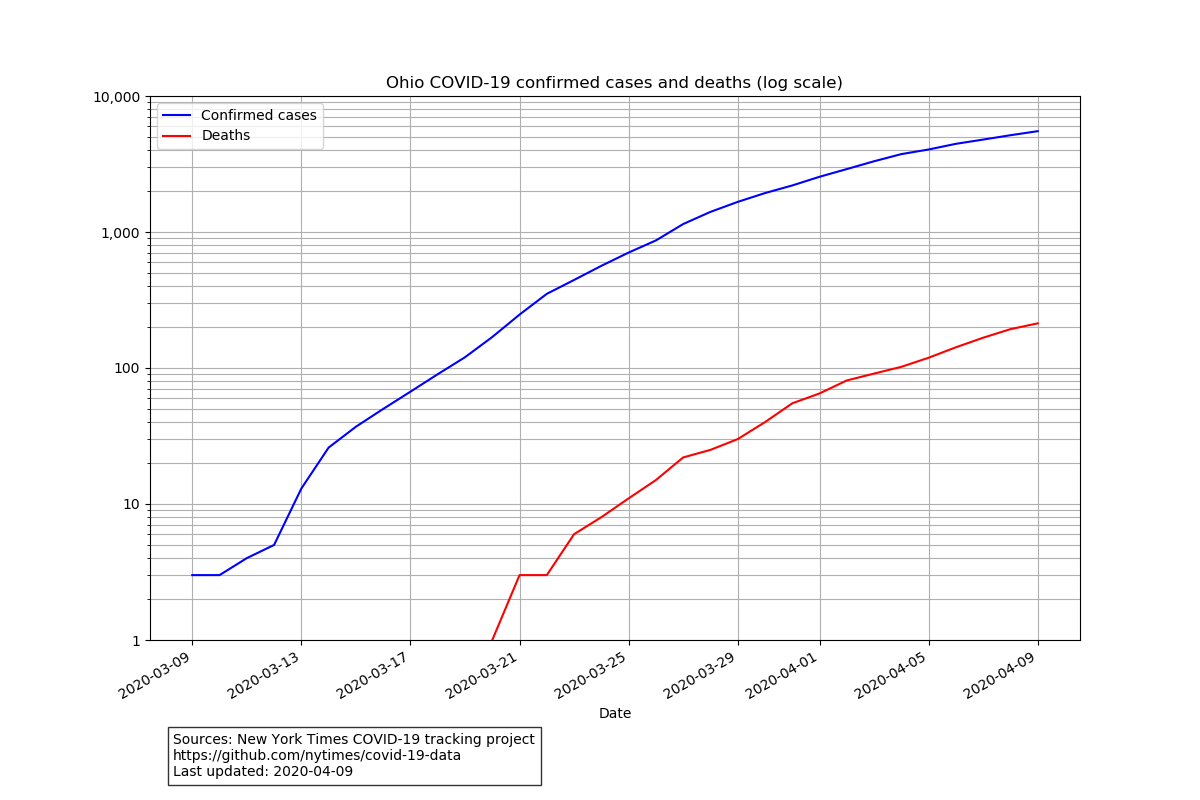 Ohio COVID-19 confirmed cases and deaths (log scale)
10,000
1,000
100
10
1
Confirmed cases
Deaths
2020-03-09
2020-03-13
2020-03-17
2020-03-21
2020-03-25
2020-03-29
2020-04-01
2020-04-05
2020-04-09
Date
Sources: New York Times COVID-19 tracking project
https://github.com/nytimes/covid-19-data
Last updated: 2020-04-09